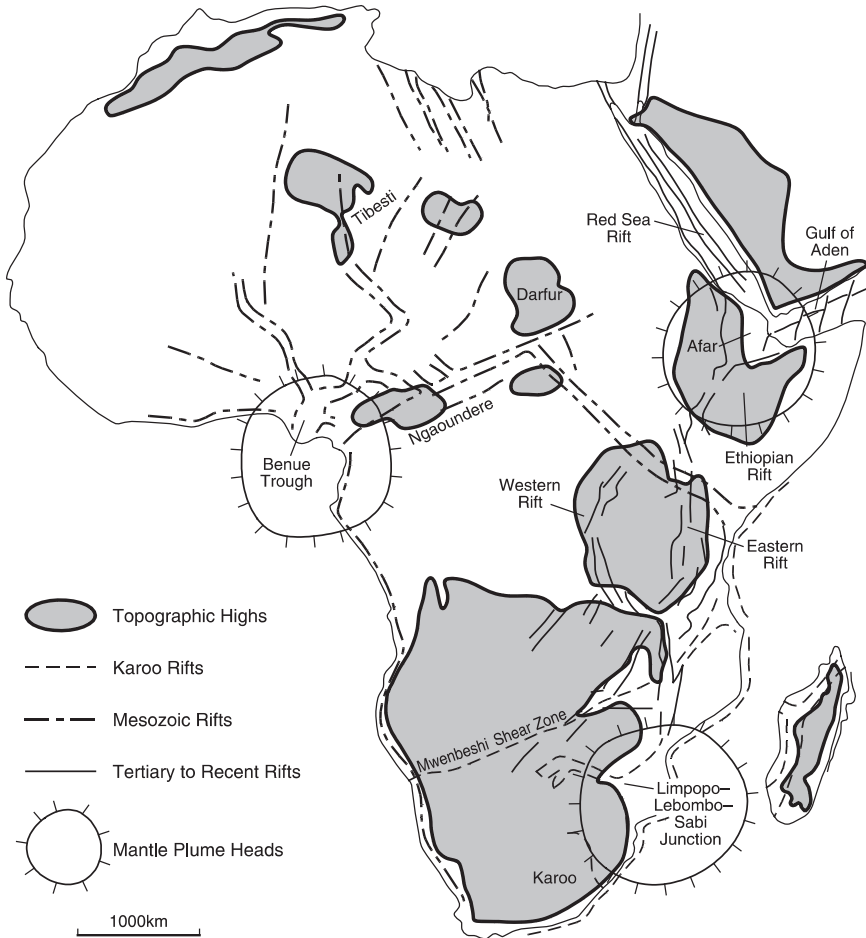 Tibesti
Red Sea
Rift
Gulf of
Aden
Darfur
Afar
Ngaoundere
Benue
Trough
Ethiopian
Rift
Western
Rift
Eastern
Rift
Topographic Highs
Karoo Rifts
Mesozoic Rifts
Mwenbeshi Shear Zone
Tertiary to Recent Rifts
Limpopo–
Lebombo–
Sabi
Junction
Mantle Plume Heads
Karoo
1000km